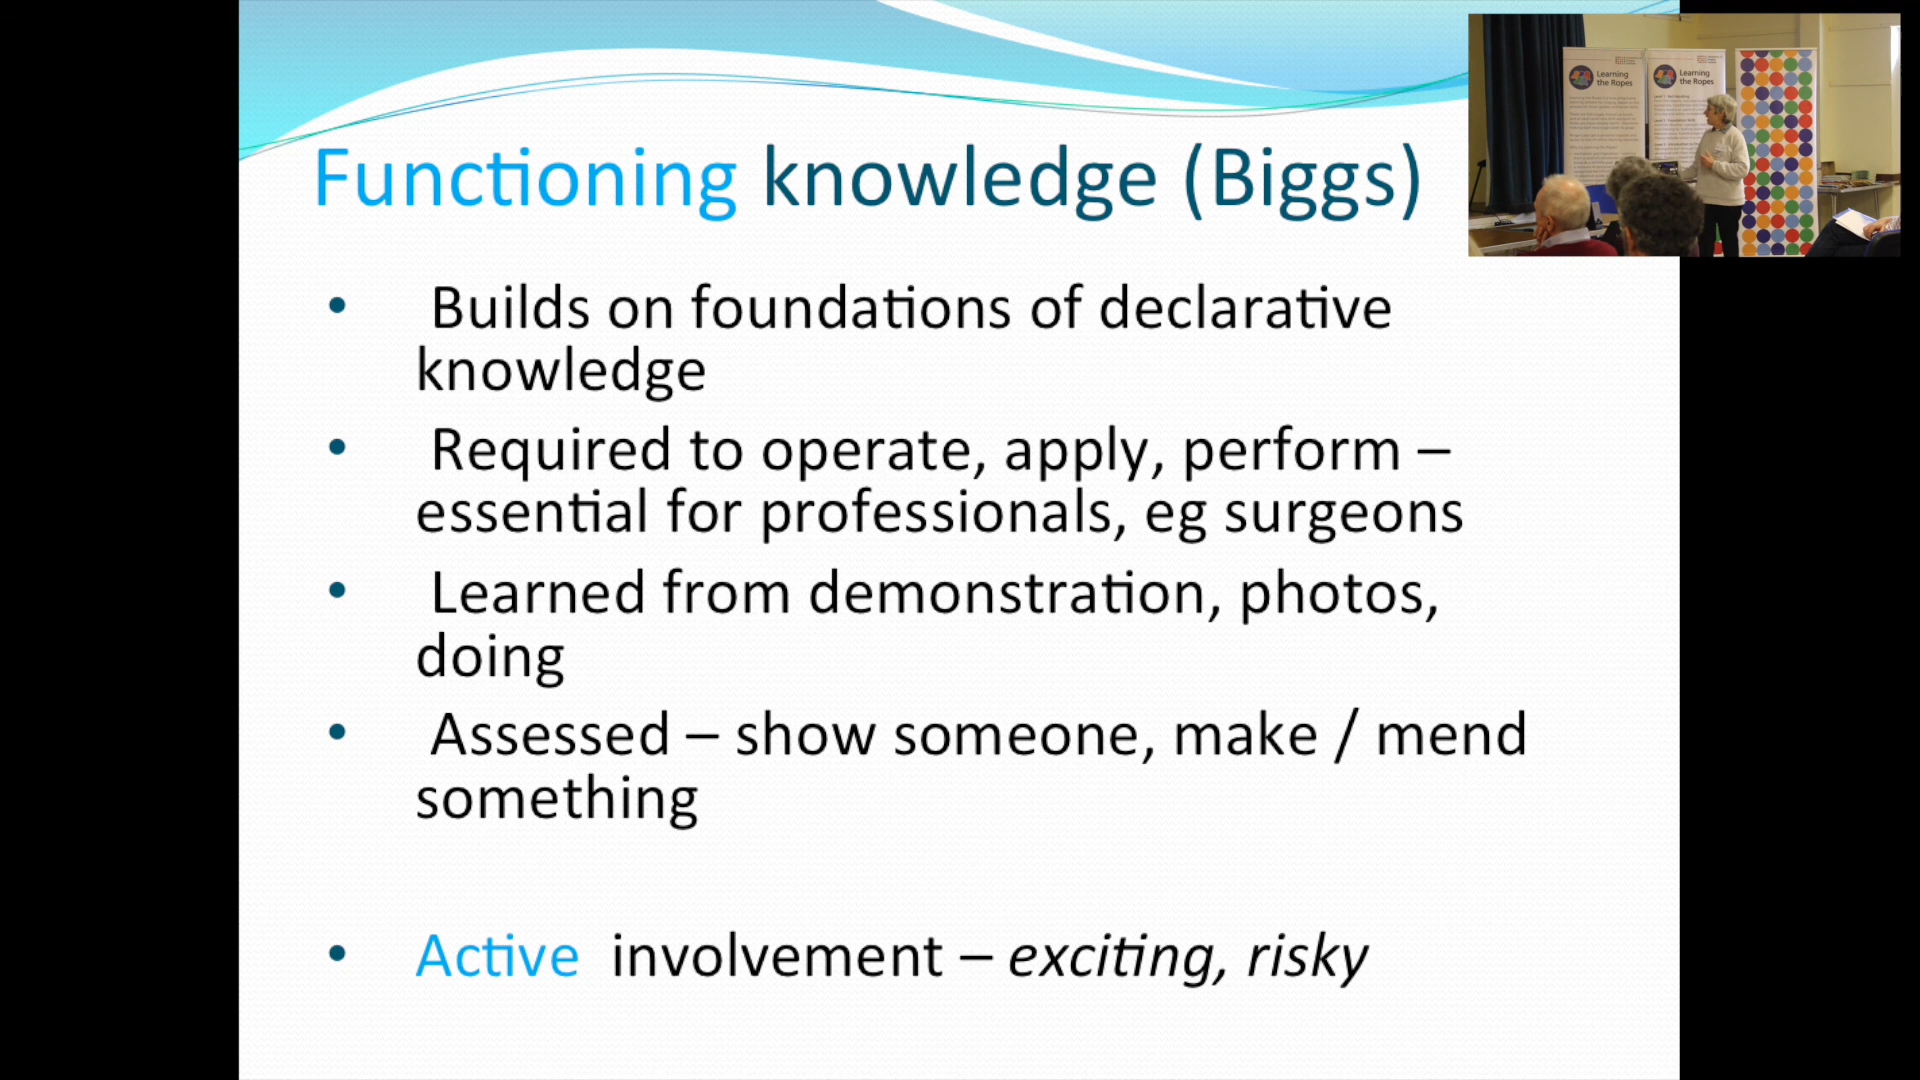 Functioning knowledge (Biggs)
• Builds on foundations of declarative
knowledge
• Required to operate, apply, perform –
essential for professionals, eg surgeons
• Learned from demonstration, photos,
doing
• Assessed – show someone, make / mend
something
• Active involvement – exciting, risky
Learning
the Ropes
Learning
the Ropes